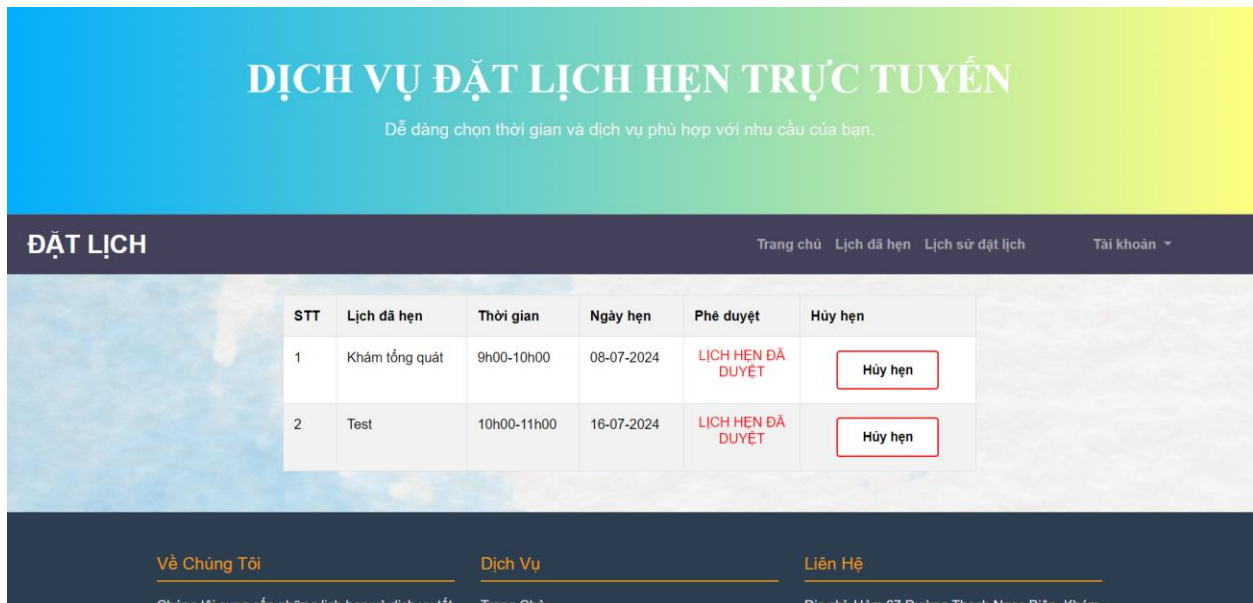 DỊCH VỤ ĐẶT LỊCH HẸN TRỰC TUYẾN
Dễ dàng chọn thời gian và dịch vụ phù hợp với nhu cầu của bạn.
ĐẶT LỊCH Trang chủ Lịch đã hẹn Lịch sử đặt lịch Tài khoản
STT Lịch đã hẹn Thời gian Ngày hẹn Phê duyệt Hủy hẹn
1 Khám tổng quát 9h00-10h00 08-07-2024 LỊCH HẸN ĐÃ
DUYỆT Hủy hẹn
2 Test 10h00-11h00 16-07-2024 LỊCH HẸN ĐÃ
DUYỆT Hủy hẹn
Về Chúng Tôi Dịch Vụ Liên Hệ